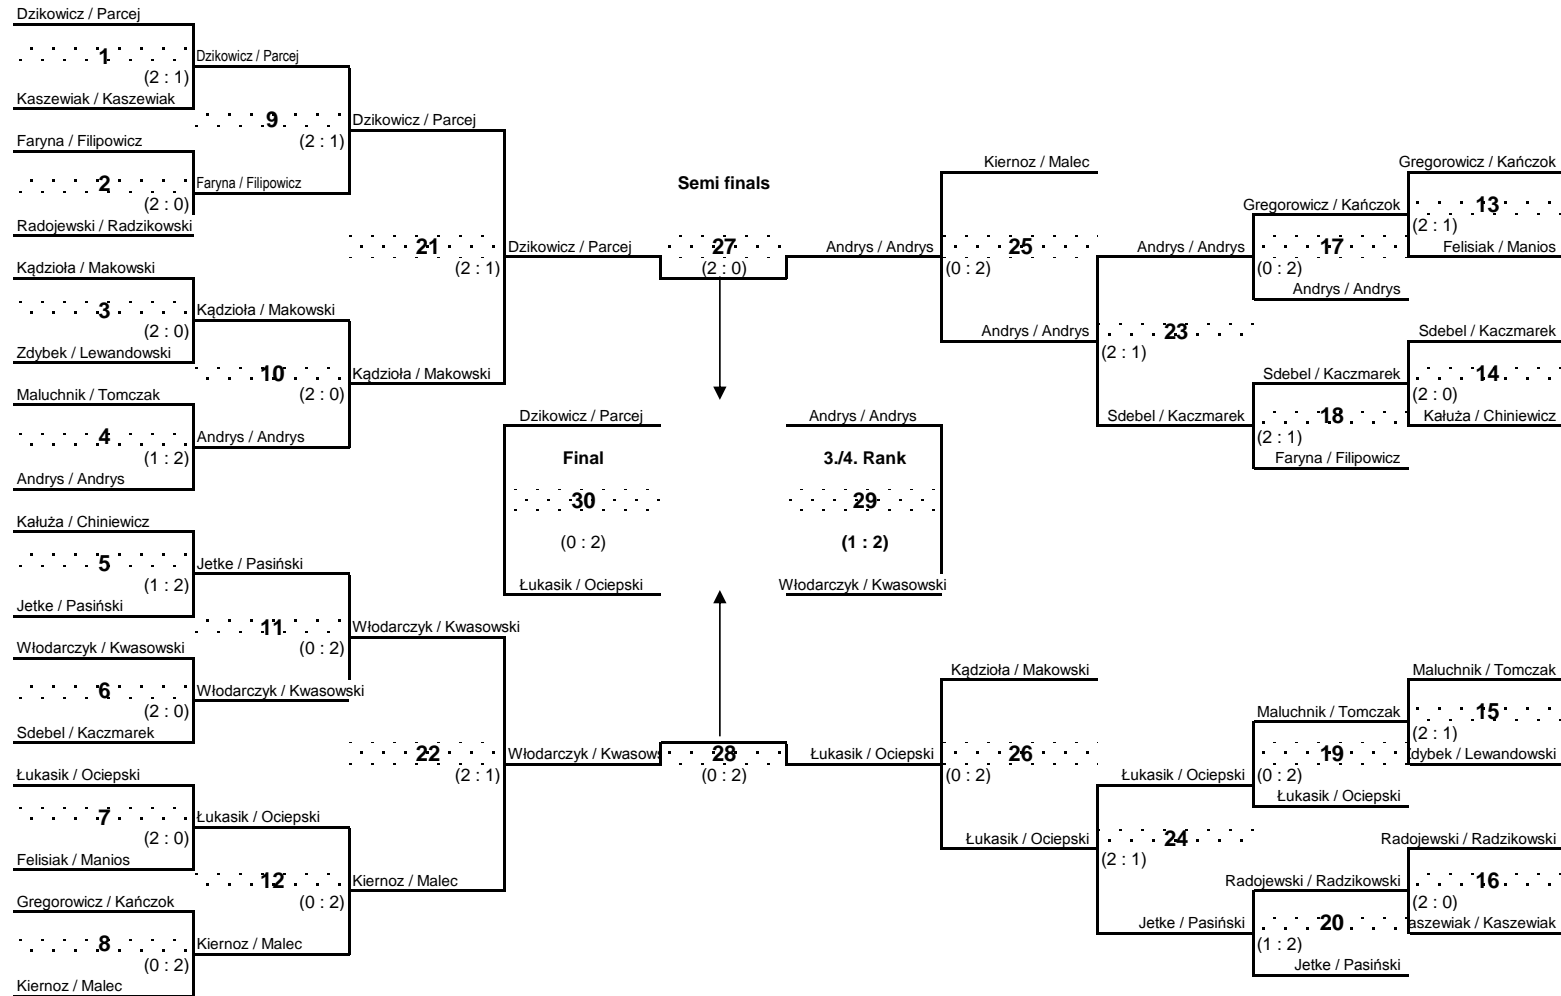 Dzikowicz / Parcej
1
(2 : 1)
Kaszewiak / Kaszewiak
Faryna / Filipowicz
2
(2 : 0)
Radojewski / Radzikowski
Kądzioła / Makowski
3
(2 : 0)
Zdybek / Lewandowski
Maluchnik / Tomczak
4
(1 : 2)
Andrys / Andrys
Kałuża / Chiniewicz
5
(1 : 2)
Jetke / Pasiński
Włodarczyk / Kwasowski
6
(2 : 0)
Sdebel / Kaczmarek
Łukasik / Ociepski
7
(2 : 0)
Felisiak / Manios
Gregorowicz / Kańczok
8
(0 : 2)
Kiernoz / Malec
Dzikowicz / Parcej
9
(2 : 1)
Faryna / Filipowicz
Kądzioła / Makowski
10
(2 : 0)
Andrys / Andrys
Jetke / Pasiński
11
(0 : 2)
Włodarczyk / Kwasowski
Łukasik / Ociepski
12
(0 : 2)
Kiernoz / Malec
Dzikowicz / Parcej
21
(2 : 1)
Kądzioła / Makowski
Włodarczyk / Kwasowski
22
(2 : 1)
Kiernoz / Malec
Semi finals
Dzikowicz / Parcej
27
(2 : 0)
Andrys / Andrys
Dzikowicz / Parcej
Final
30
(0 : 2)
Łukasik / Ociepski
Andrys / Andrys
3./4. Rank
29
(1 : 2)
Włodarczyk / Kwasowski
Włodarczyk / Kwasows
28
(0 : 2)
Łukasik / Ociepski
Kiernoz / Malec
25
(0 : 2)
Andrys / Andrys
Kądzioła / Makowski
26
(0 : 2)
Łukasik / Ociepski
Andrys / Andrys
23
(2 : 1)
Sdebel / Kaczmarek
Łukasik / Ociepski
24
(2 : 1)
Jetke / Pasiński
Gregorowicz / Kańczok
17
(0 : 2)
Andrys / Andrys
Sdebel / Kaczmarek
18
(2 : 1)
Faryna / Filipowicz
Maluchnik / Tomczak
19
(0 : 2)
Łukasik / Ociepski
Radojewski / Radzikowski
20
(1 : 2)
Jetke / Pasiński
Gregorowicz / Kańczok
13
(2 : 1)
Felisiak / Manios
Sdebel / Kaczmarek
14
(2 : 0)
Kałuża / Chiniewicz
Maluchnik / Tomczak
15
(2 : 1)
dybek / Lewandowski
Radojewski / Radzikowski
16
(2 : 0)
aszewiak / Kaszewiak